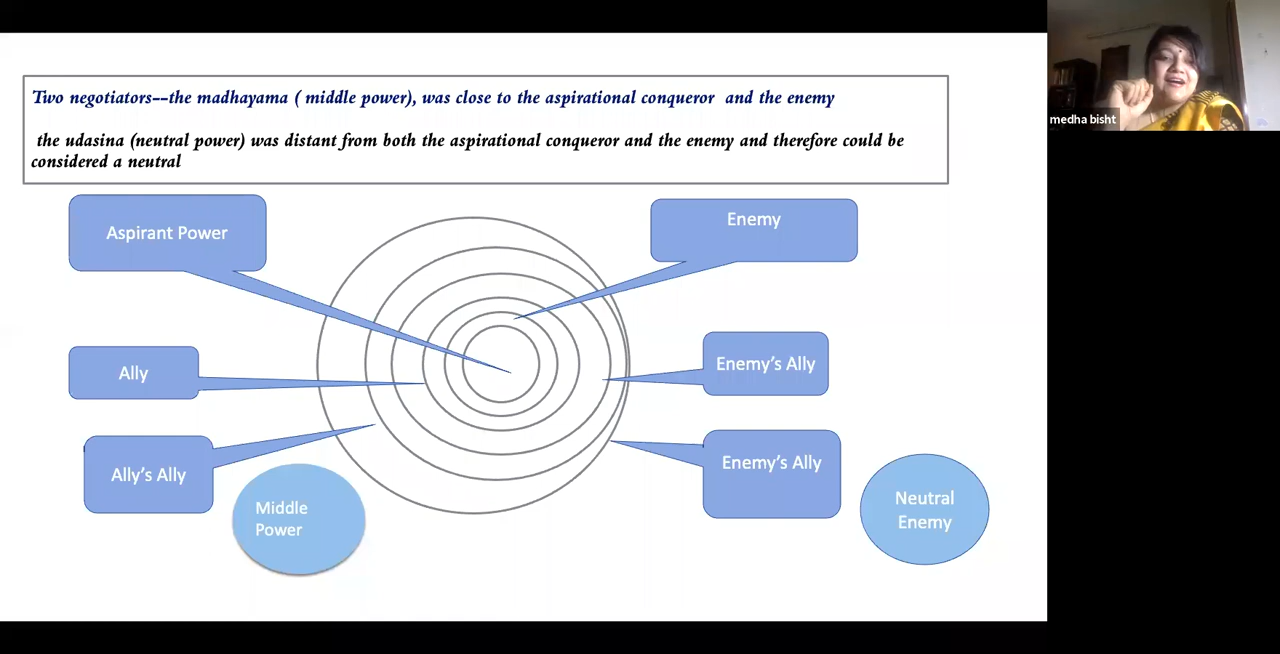 Two negotiators--the madhayama ( middle power), was close to the aspirational conqueror and the enemy
the udasina (neutral power) was distant from both the aspirational conqueror and the enemy and therefore could be
considered a neutral
Aspirant Power
Enemy
Ally
Enemy's Ally
Ally's Ally
Enemy's Ally
Middle
Power
Neutral
Enemy
medha bisht